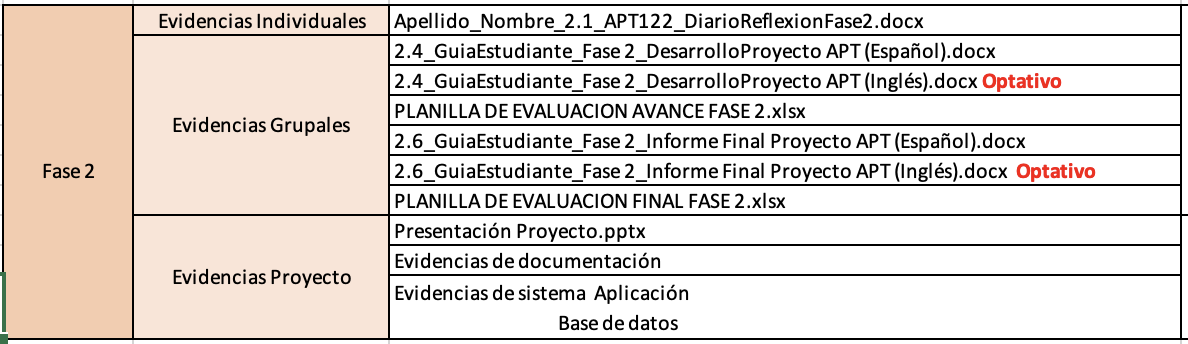 Fase 2
Evidencias Individuales
Apellido_Nombre_2.1_APT122_DiarioReflexionFase2.docx
Evidencias Grupales
2.4_GuiaEstudiante_Fase 2_DesarrolloProyecto APT (Español).docx
2.4_GuiaEstudiante_Fase 2_DesarrolloProyecto APT (Inglés).docx Optativo
PLANILLA DE EVALUACION AVANCE FASE 2.xlsx
2.6_GuiaEstudiante_Fase 2_Informe Final Proyecto APT (Español).docx
2.6_GuiaEstudiante_Fase 2_Informe Final Proyecto APT (Inglés).docx Optativo
PLANILLA DE EVALUACION FINAL FASE 2.xlsx
Evidencias Proyecto
Presentación Proyecto.pptx
Evidencias de documentación
Evidencias de sistema Aplicación
Base de datos